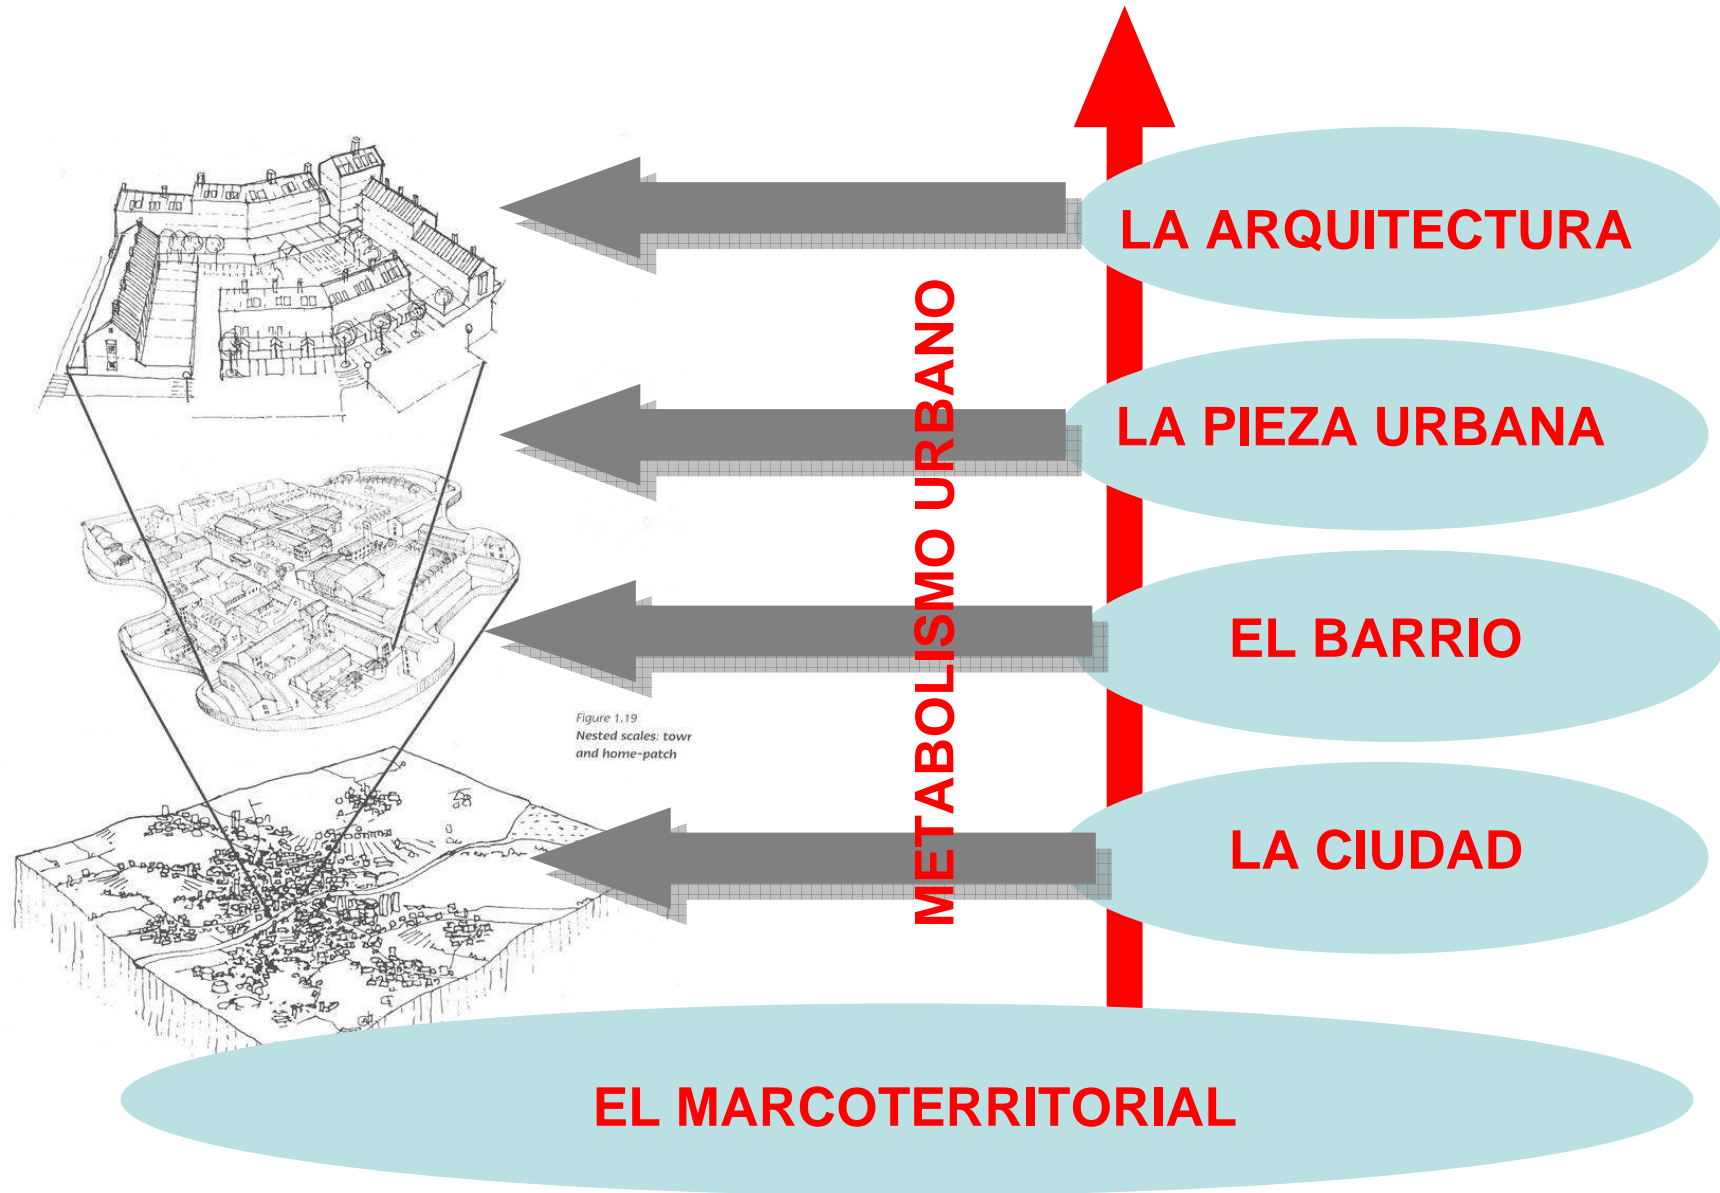 LA ARQUITECTURA
LA PIEZA URBANA
EL BARRIO
LA CIUDAD
METABOLISMO URBANO
Figure 1.19
Nested scales: towr
and home-patch
EL MARCOTERRITORIAL